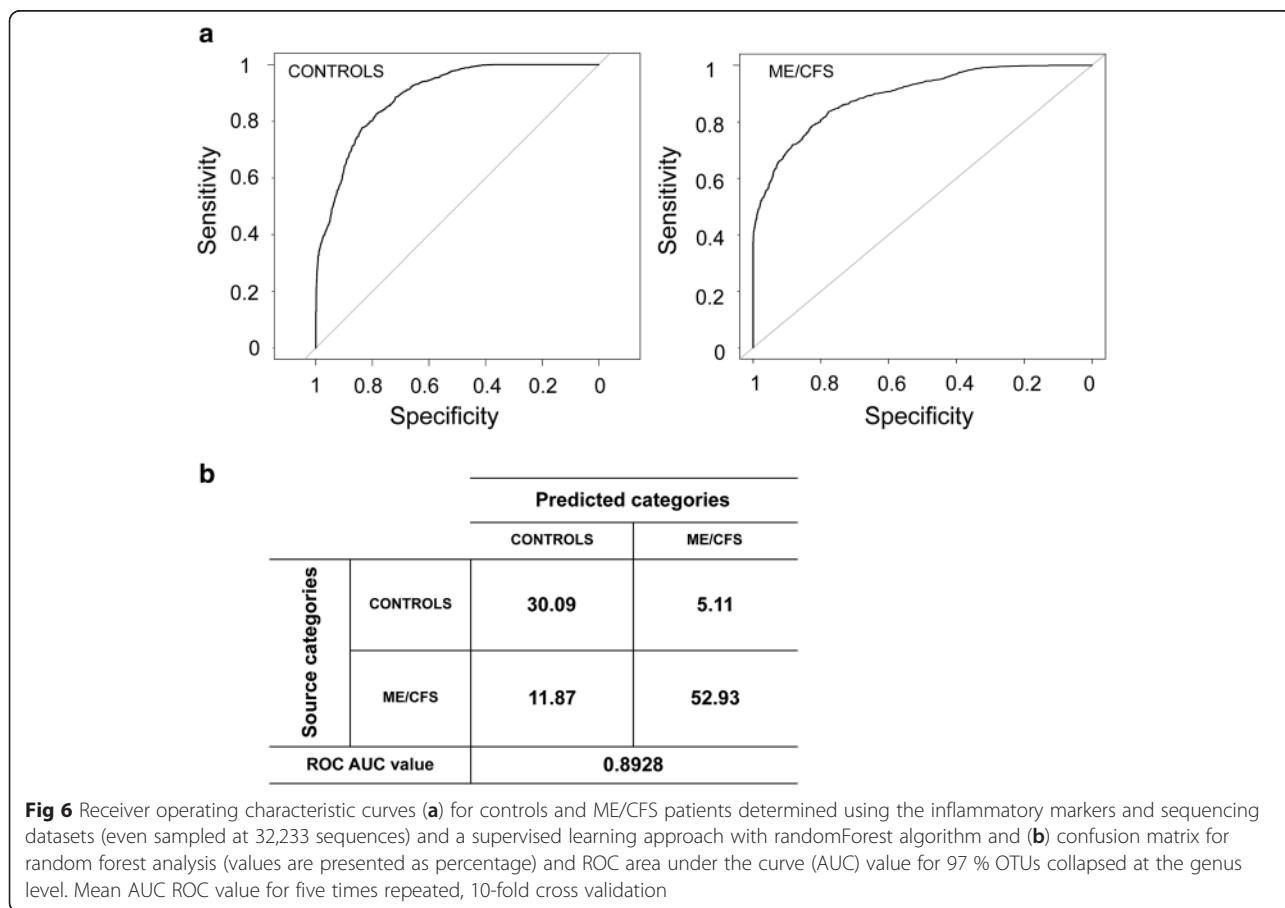 a
CONTROLS
ME/CFS
Sensitivity
1
0.8
0.6
0.4
0.2
0
1 0.8 0.6 0.4 0.2 0
Specificity
Sensitivity
1
0.8
0.6
0.4
0.2
0
1 0.8 0.6 0.4 0.2 0
Specificity
b
Predicted categories
CONTROLS ME/CFS
Source categories
CONTROLS 30.09 5.11
ME/CFS 11.87 52.93
ROC AUC value 0.8928
Fig 6 Receiver operating characteristic curves (a) for controls and ME/CFS patients determined using the inflammatory markers and sequencing
datasets (even sampled at 32,233 sequences) and a supervised learning approach with randomForest algorithm and (b) confusion matrix for
random forest analysis (values are presented as percentage) and ROC area under the curve (AUC) value for 97 % OTUs collapsed at the genus
level. Mean AUC ROC value for five times repeated, 10-fold cross validation